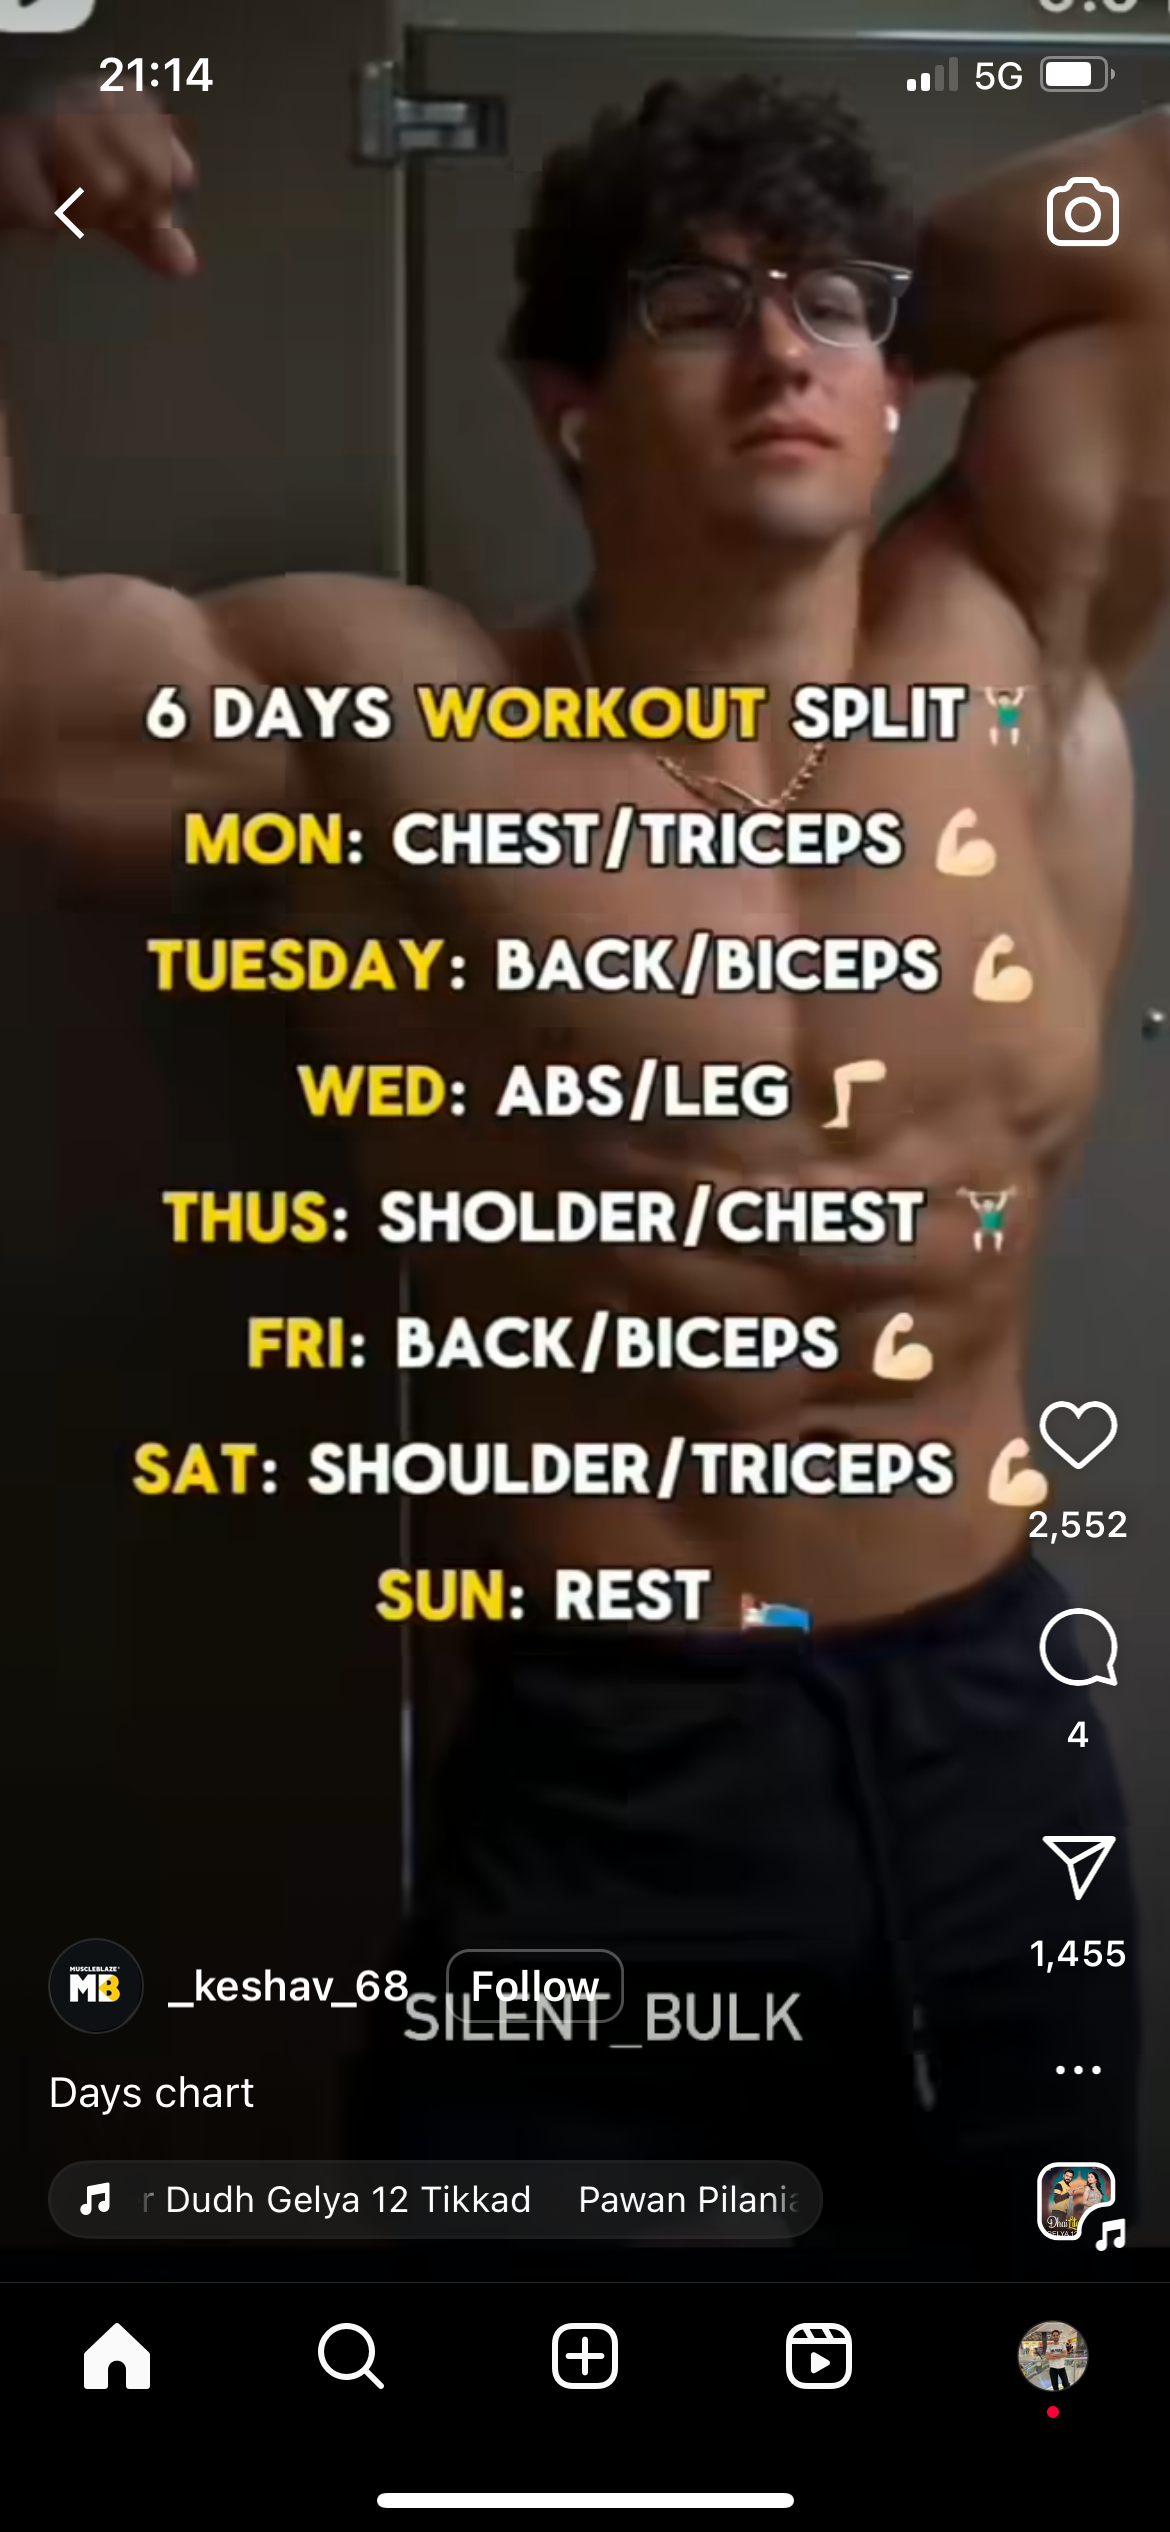 21:14
5G
6 DAYS WORKOUT SPLIT
MON: CHEST/TRICEPS
TUESDAY: BACK/BICEPS
WED: ABS/LEG
THUS: SHOLDER/CHEST
FRI: BACK/BICEPS
SAT: SHOULDER/TRICEPS
SUN: REST
2,552
4
1,455
MUSCLEBLAZE
MB
_keshav_68
Follow
SILENT_BULK
Days chart
r Dudh Gelya 12 Tikkad Pawan Pilania